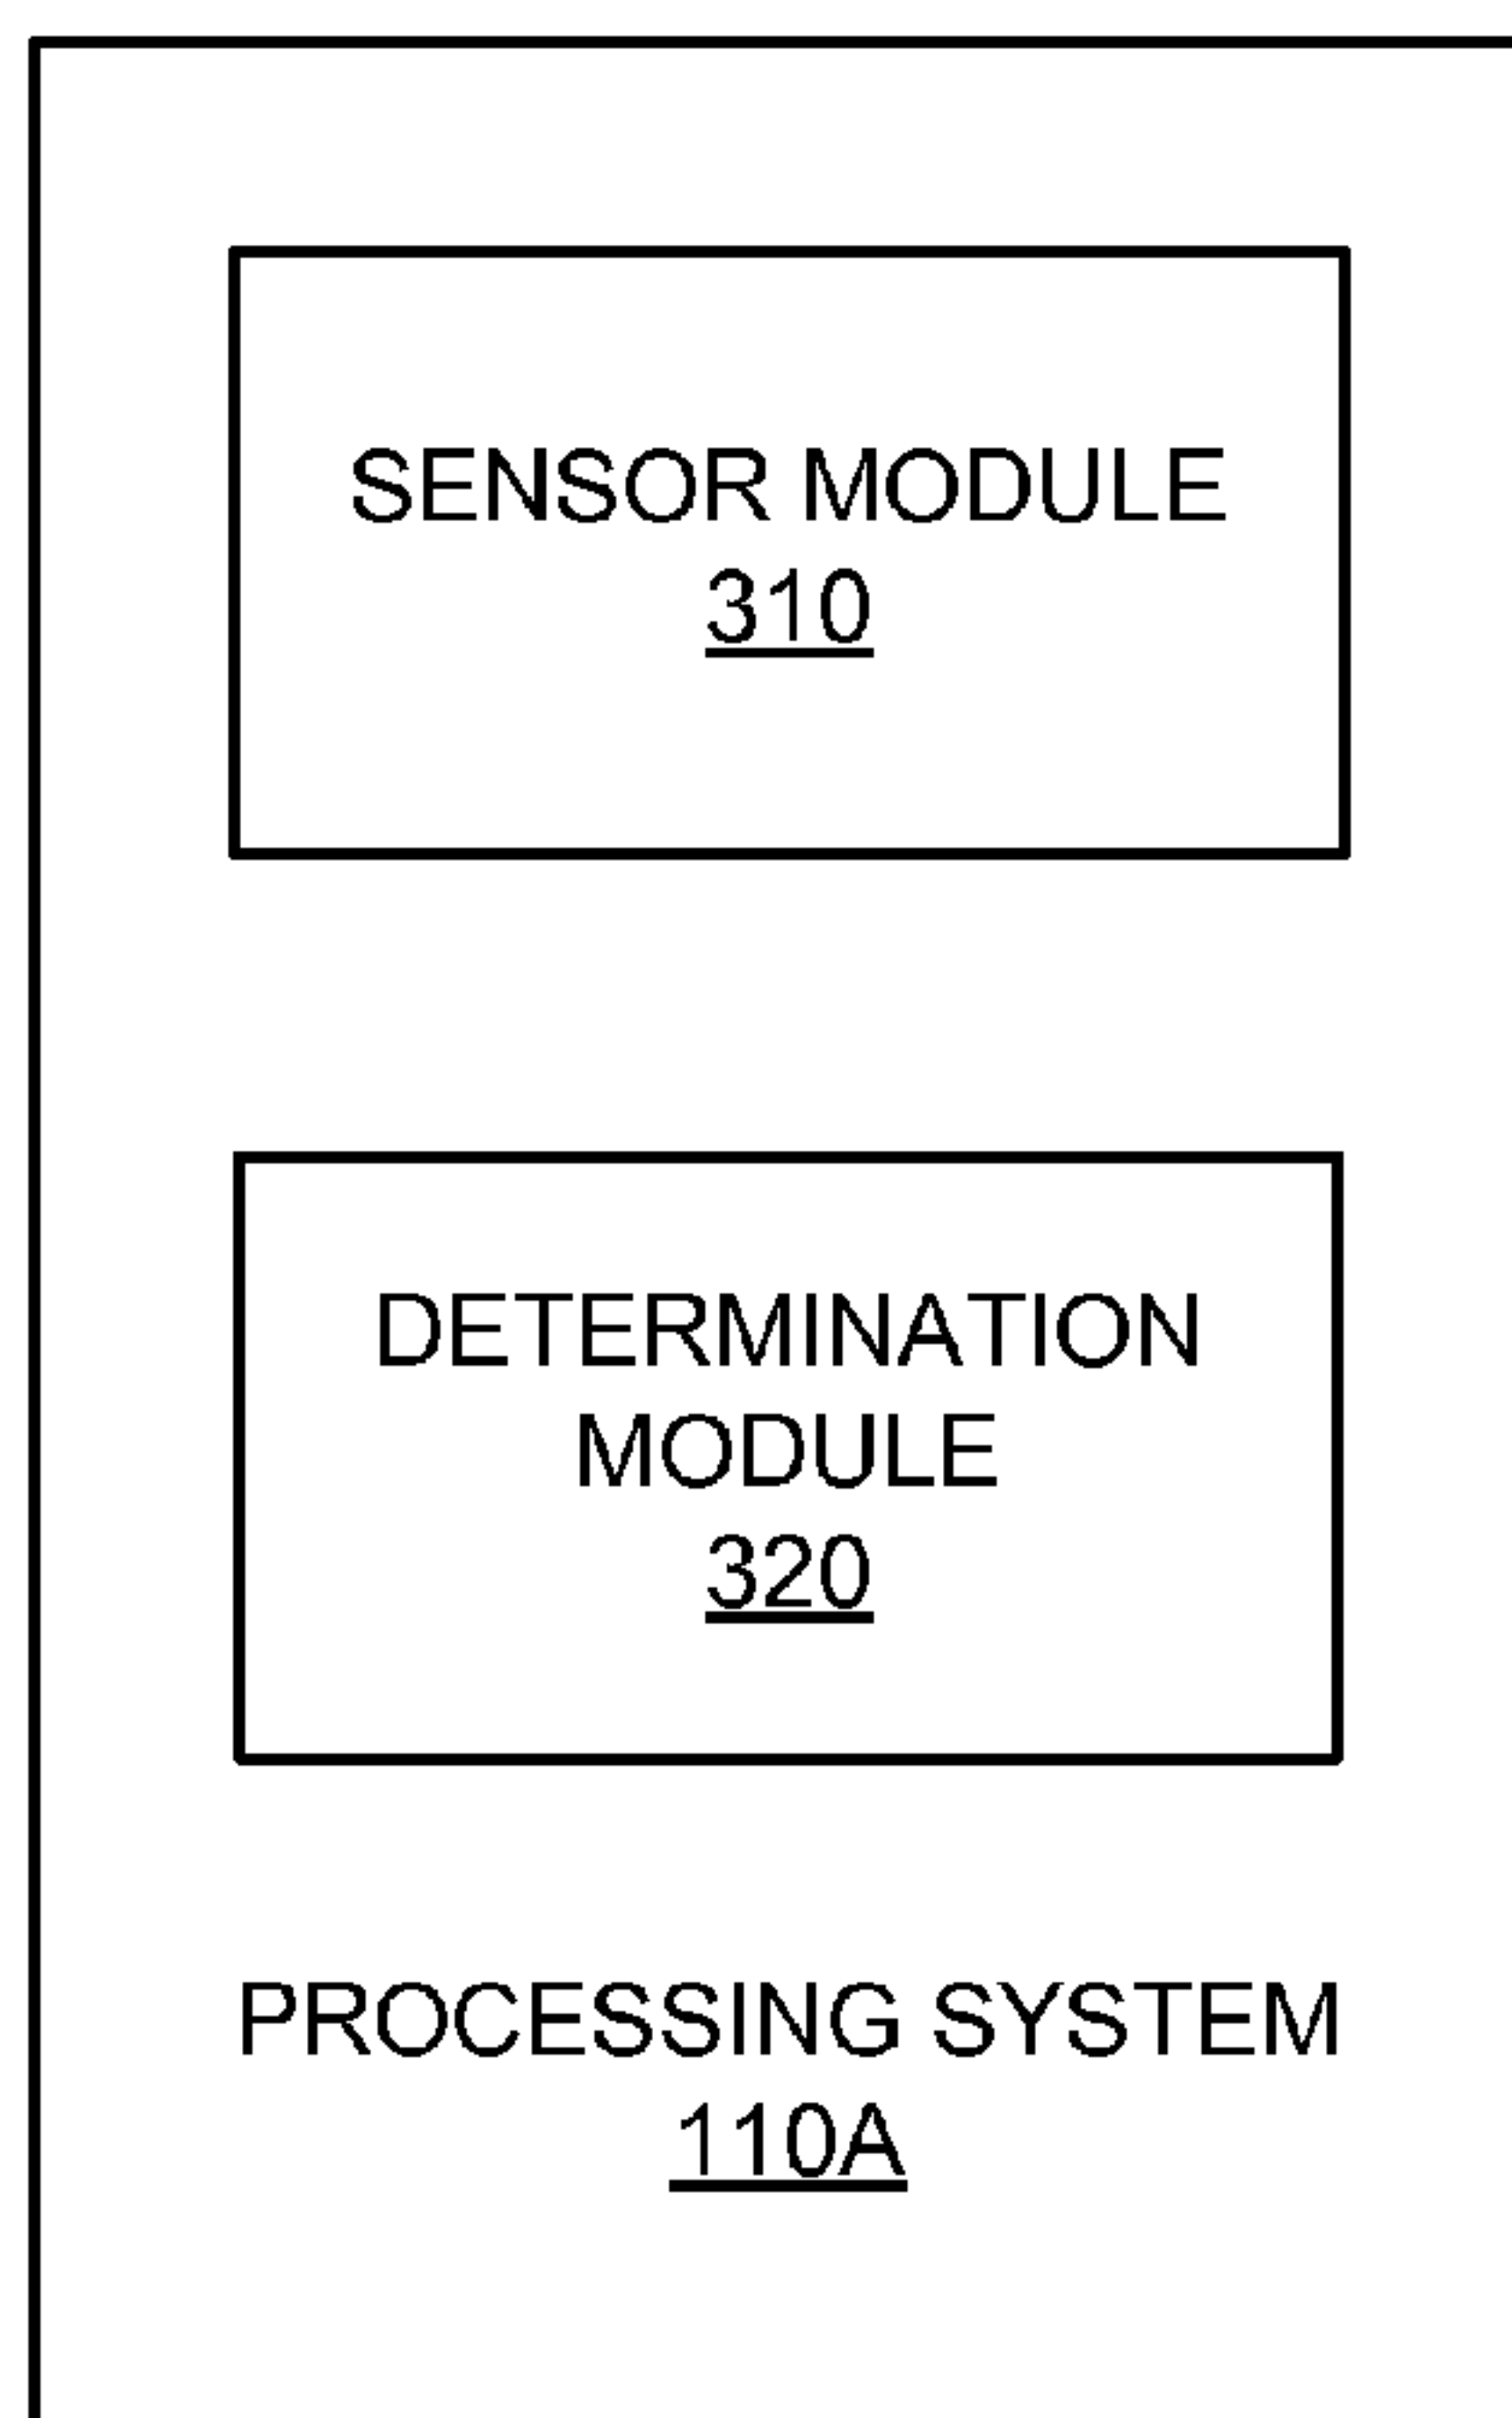 SENSOR MODULE
310
DETERMINATION
MODULE
320
PROCESSING SYSTEM
110A